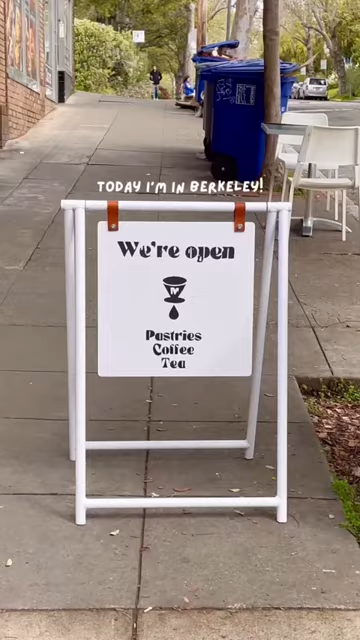 TODAY I'M IN BERKELEY!
We're open
M
Pastries
Coffee
Tea